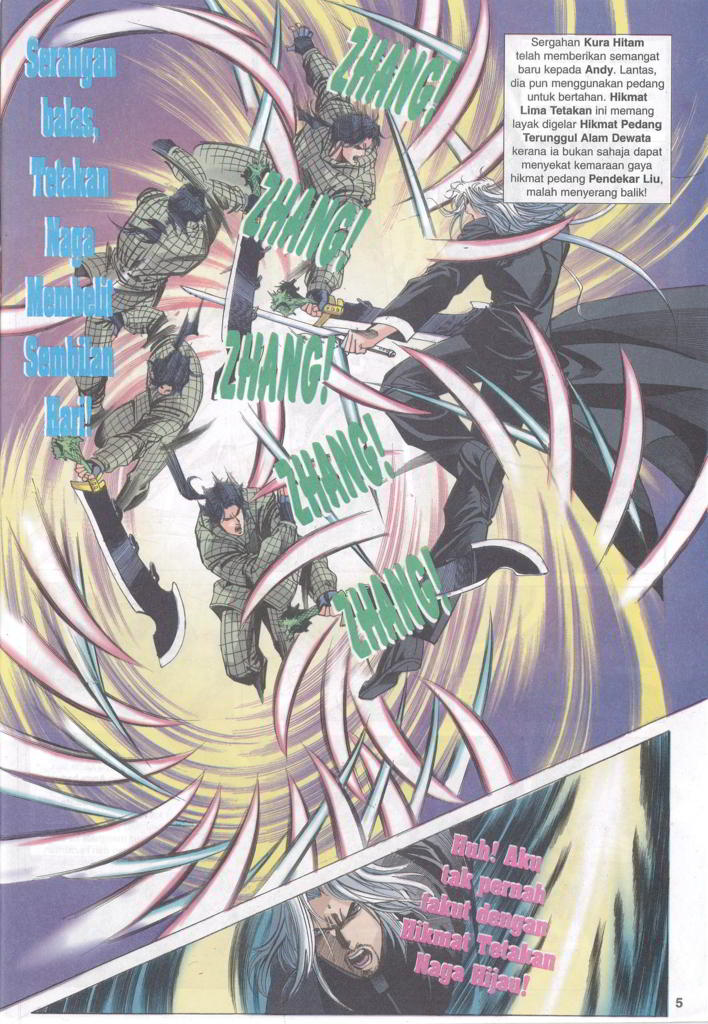 Serangan
balas,
Tetakan
Naga
Membelit
Sembilan
Hari!
ZHANG!
Sergahan Kura Hitam
telah memberikan semangat
baru kepada Andy. Lantas,
dia pun menggunakan pedang
untuk bertahan. Hikmat
Lima Tetakan ini memang
layak digelar Hikmat Pedang
Terunggul Alam Dewata
kerana ia bukan sahaja dapat
menyekat kemaraan gaya
hikmat pedang Pendekar Liu,
malah menyerang balik!
ZHANG!
ZHANG!
ZHANG!
ZHANG!
Huh! Aku
tak pernah
takut dengan
Hikmat Tetakan
Naga Hijau!
5